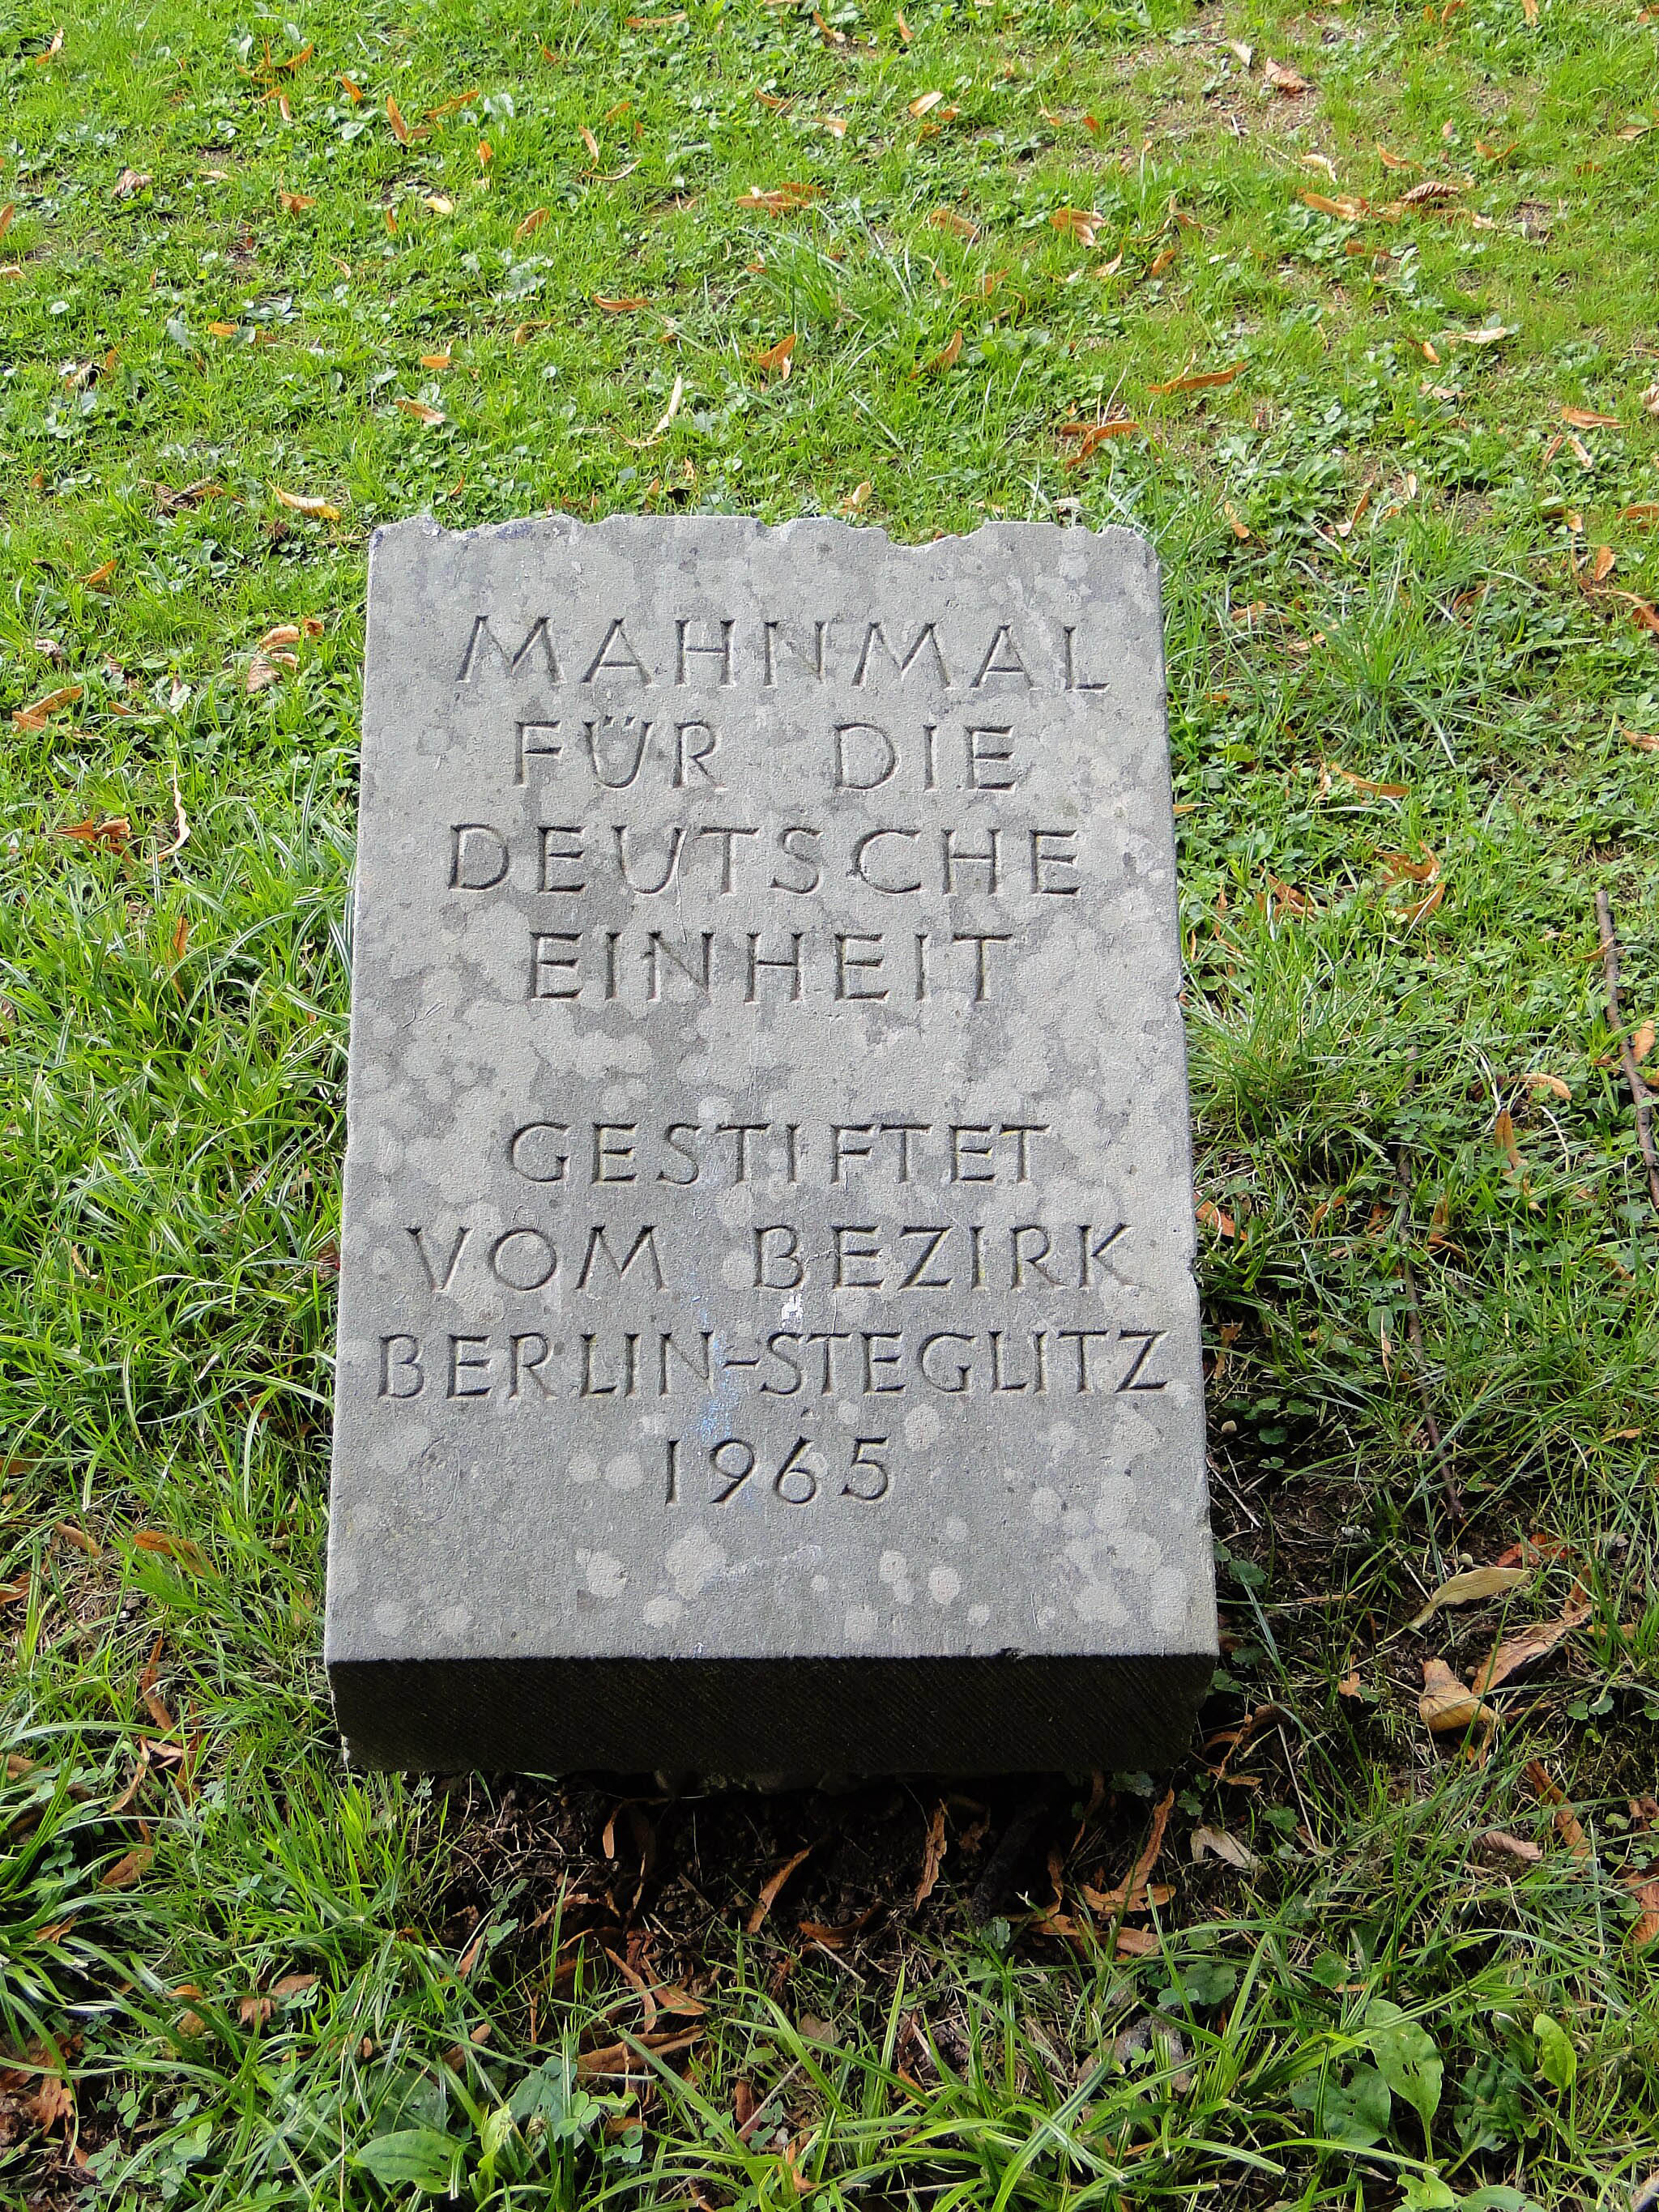 MAHNMAL
FÜR DIE
DEUTSCHE
EINHEIT
GESTIFTET
VOM BEZIRK
BERLIN-STEGLITZ
1965